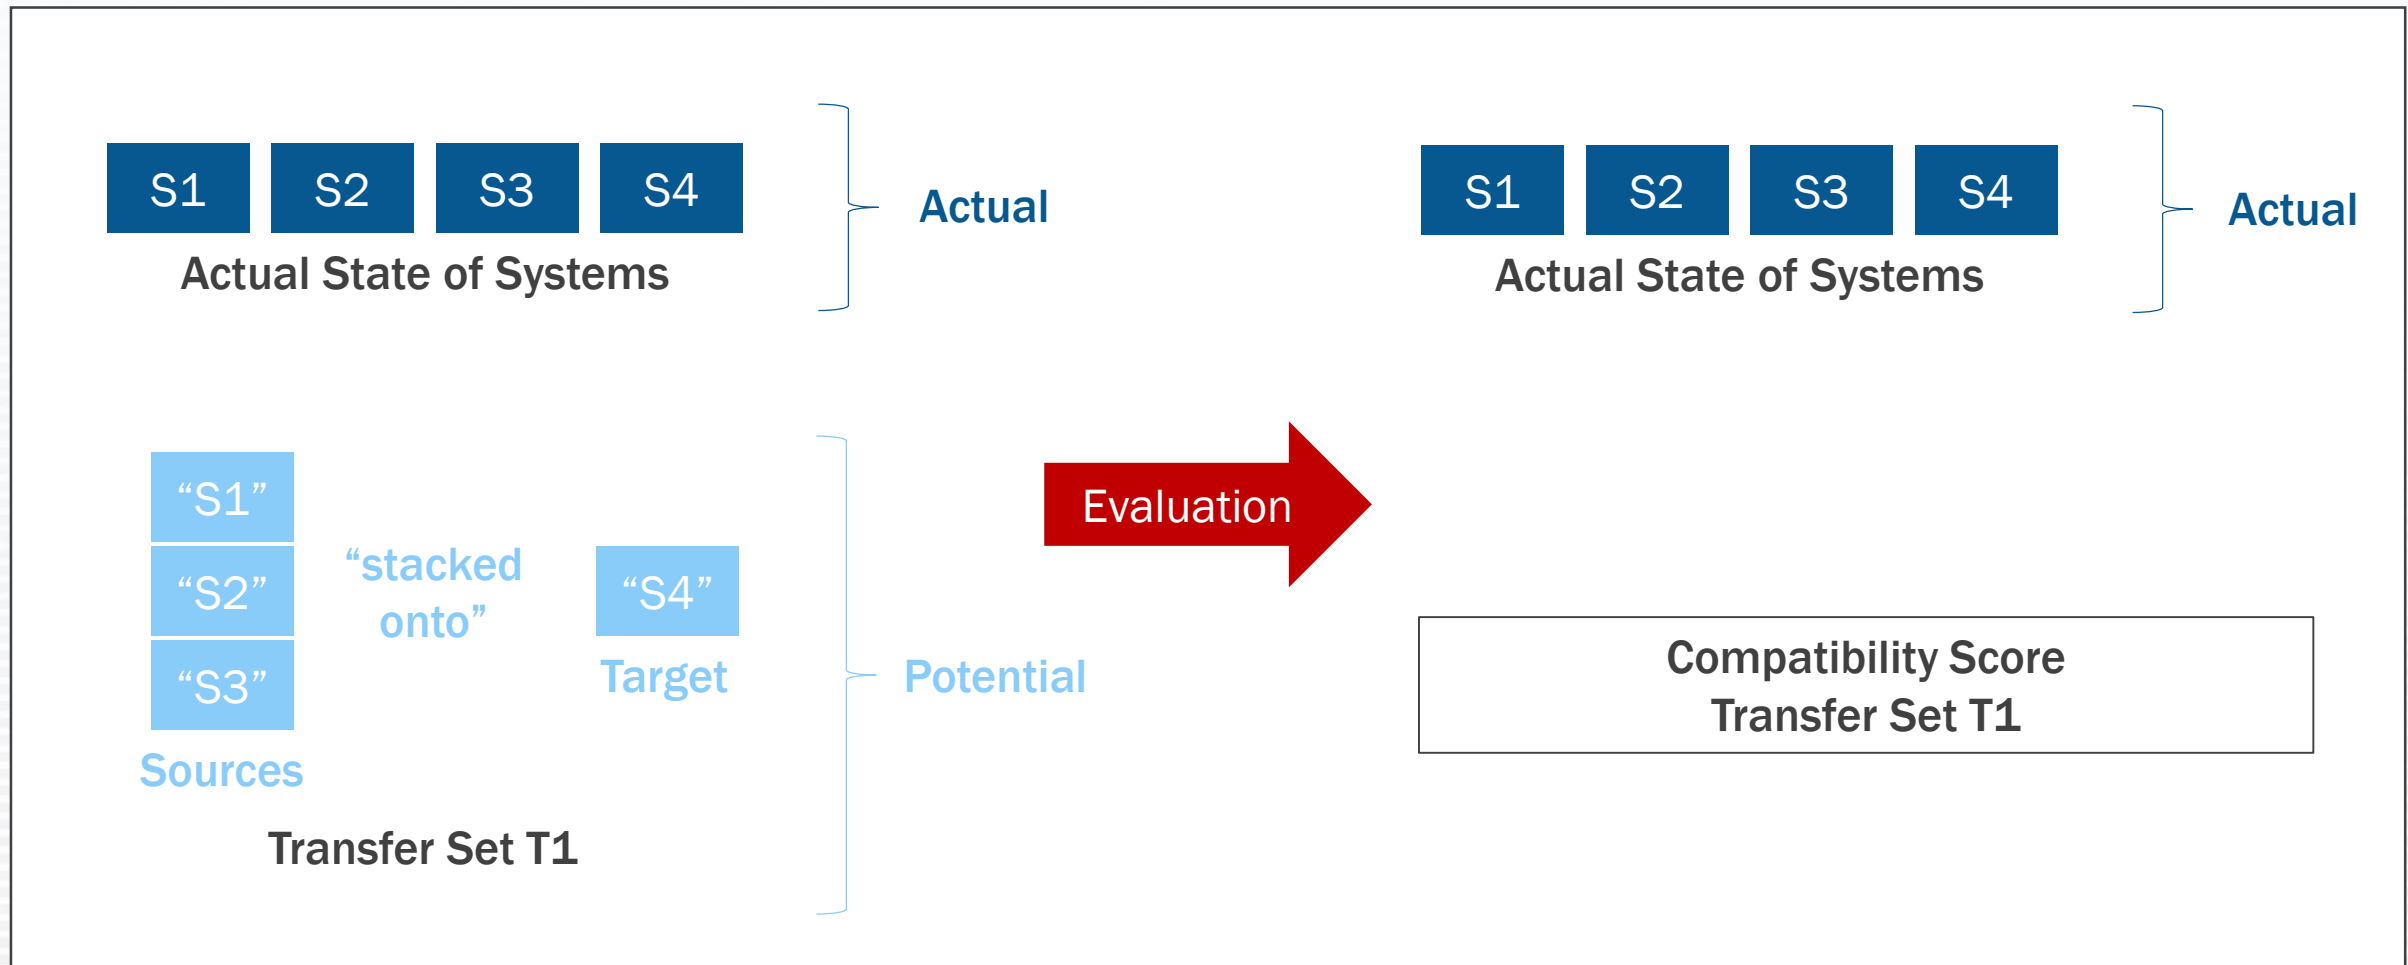 S1
S2
S3
S4
Actual State of Systems
Actual
“S1”
“S2”
“S3”
Sources
“stacked
onto”
“S4”
Target
Potential
Transfer Set T1
Evaluation
S1
S2
S3
S4
Actual State of Systems
Actual
Compatibility Score
Transfer Set T1